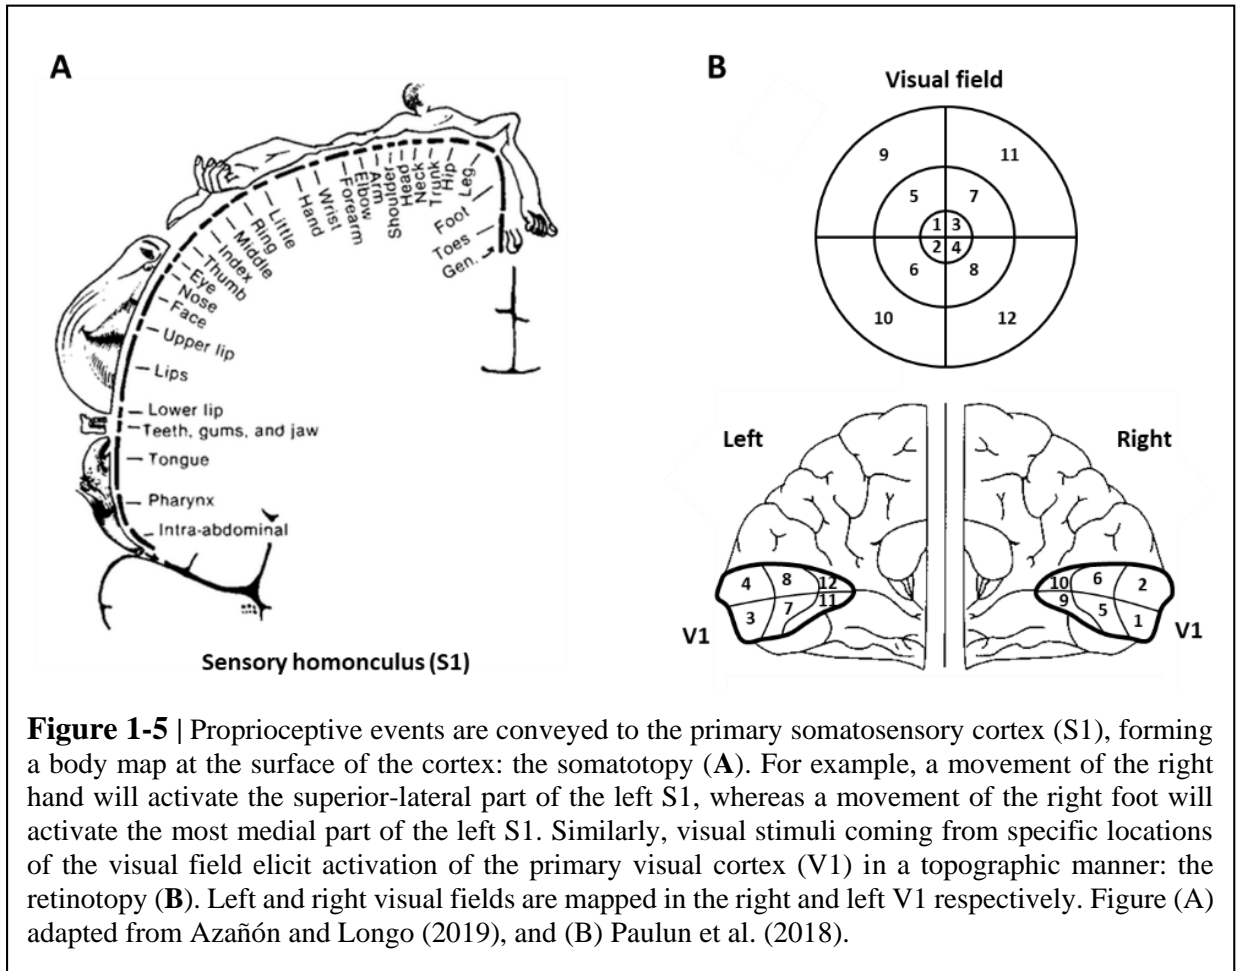 A
Hand
Wrist
Forearm
Elbow
Arm
Shoulder
Head
Neck
Trunk
Hip
Leg
Foot
Toes
Gen.
Little
Ring
Middle
Index
Thumb
Eye
Nose
Face
Upper lip
Lips
Lower lip
Teeth, gums, and jaw
Tongue
Pharynx
Intra-abdominal
Sensory homonculus (S1)
B
Visual field
9
11
5
7
1
3
2
4
6
8
10
12
Left
Right
4
8
12
3
7
11
V1
10
6
2
9
5
1
V1
Figure 1-5 | Proprioceptive events are conveyed to the primary somatosensory cortex (S1), forming
a body map at the surface of the cortex: the somatotopy (A). For example, a movement of the right
hand will activate the superior-lateral part of the left S1, whereas a movement of the right foot will
activate the most medial part of the left S1. Similarly, visual stimuli coming from specific locations
of the visual field elicit activation of the primary visual cortex (V1) in a topographic manner: the
retinotopy (B). Left and right visual fields are mapped in the right and left V1 respectively. Figure (A)
adapted from Azañón and Longo (2019), and (B) Paulun et al. (2018).